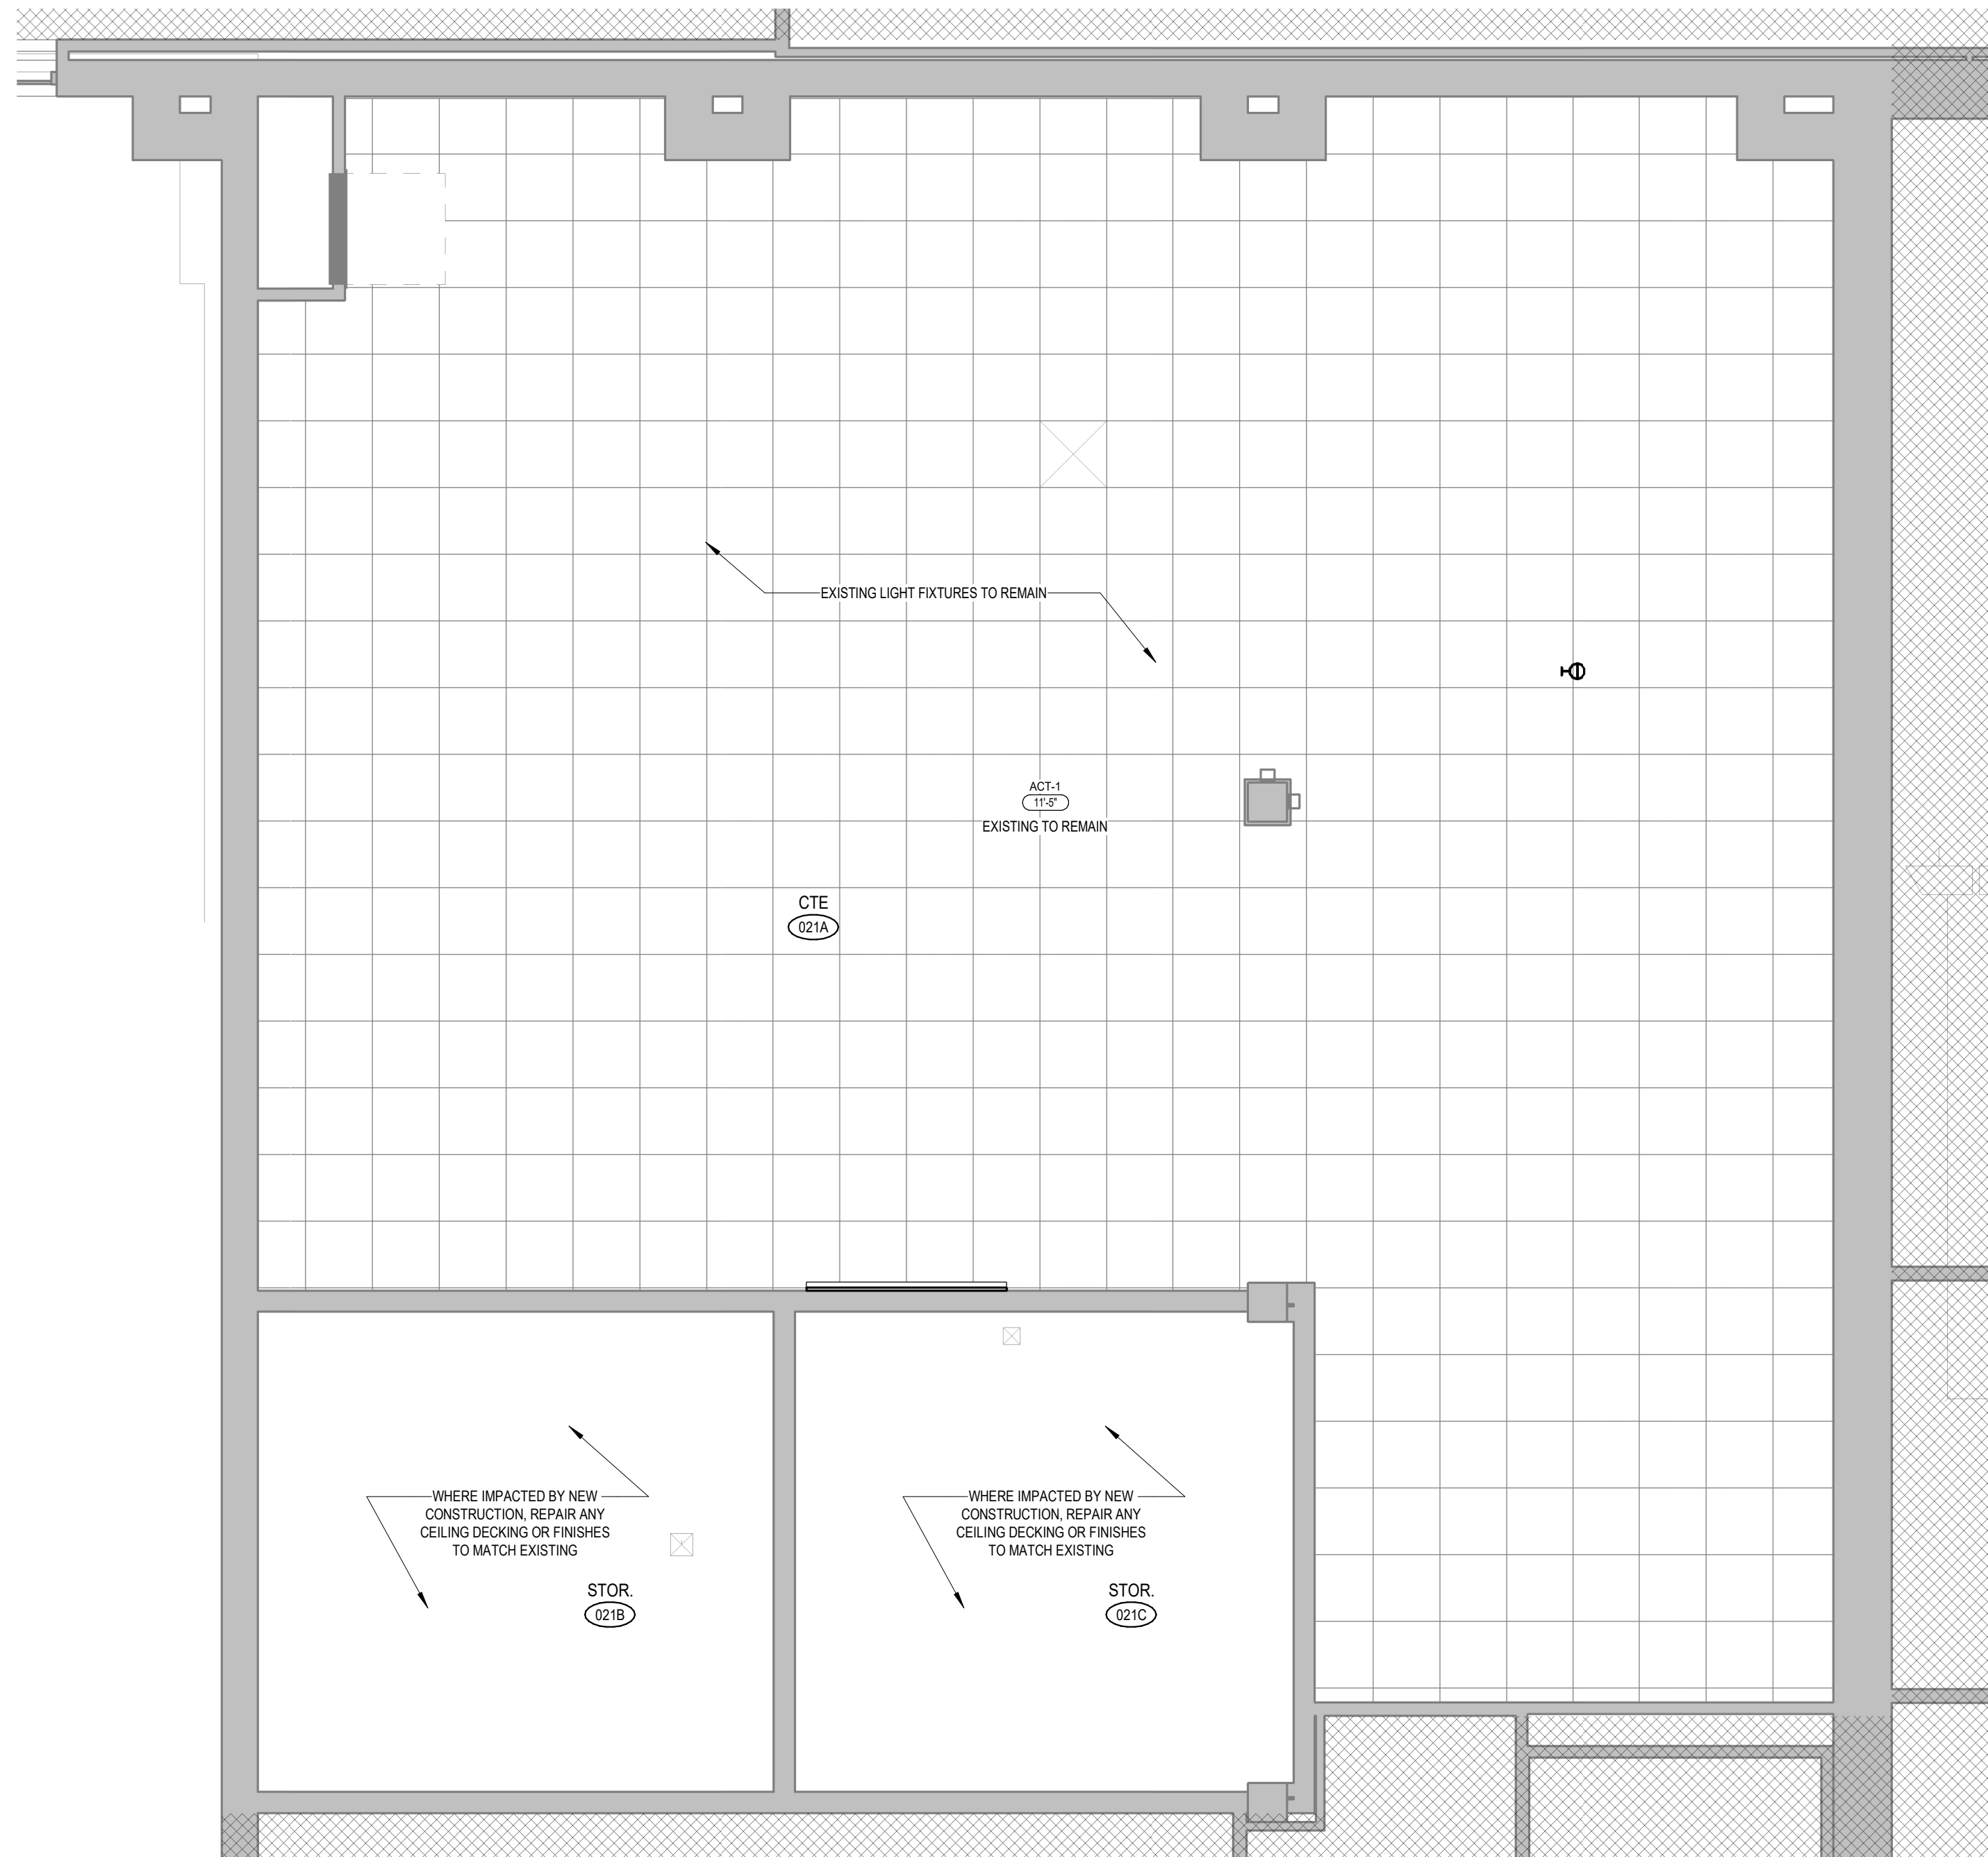 EXISTING LIGHT FIXTURES TO REMAIN
ACT-1
11'-5"
EXISTING TO REMAIN
CTE
021A
WHERE IMPACTED BY NEW
CONSTRUCTION, REPAIR ANY
CEILING DECKING OR FINISHES
TO MATCH EXISTING
STOR.
021B
WHERE IMPACTED BY NEW
CONSTRUCTION, REPAIR ANY
CEILING DECKING OR FINISHES
TO MATCH EXISTING
STOR.
021C